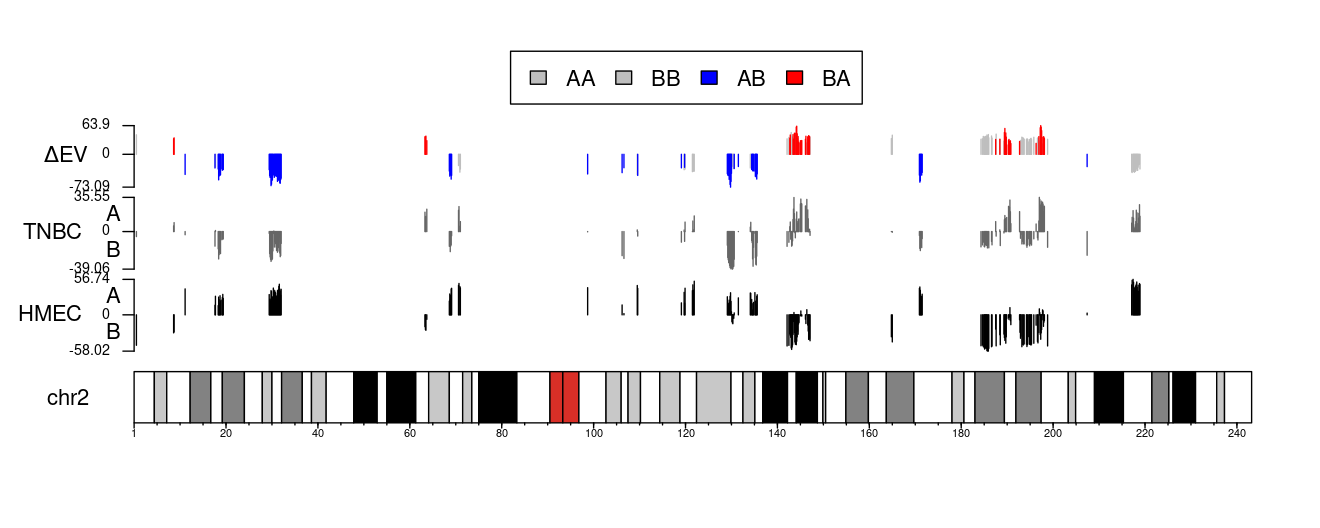 AA BB AB BA
63.9
ΔEV 0
-73.09
35.55
A
TNBC 0
B
-39.06
56.74
A
HMEC 0
B
-58.02
chr2
1 20 40 60 80 100 120 140 160 180 200 220 240